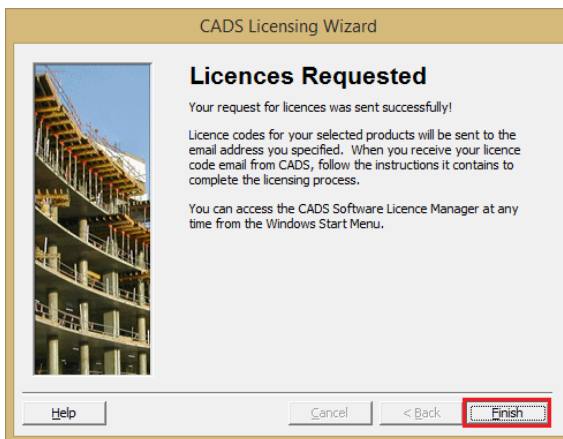 CADS Licensing Wizard
Licences Requested
Your request for licences was sent successfully!
Licence codes for your selected products will be sent to the
email address you specified. When you receive your licence
code email from CADS, follow the instructions it contains to
complete the licensing process.
You can access the CADS Software Licence Manager at any
time from the Windows Start Menu.
Help
Cancel
< Back
Finish